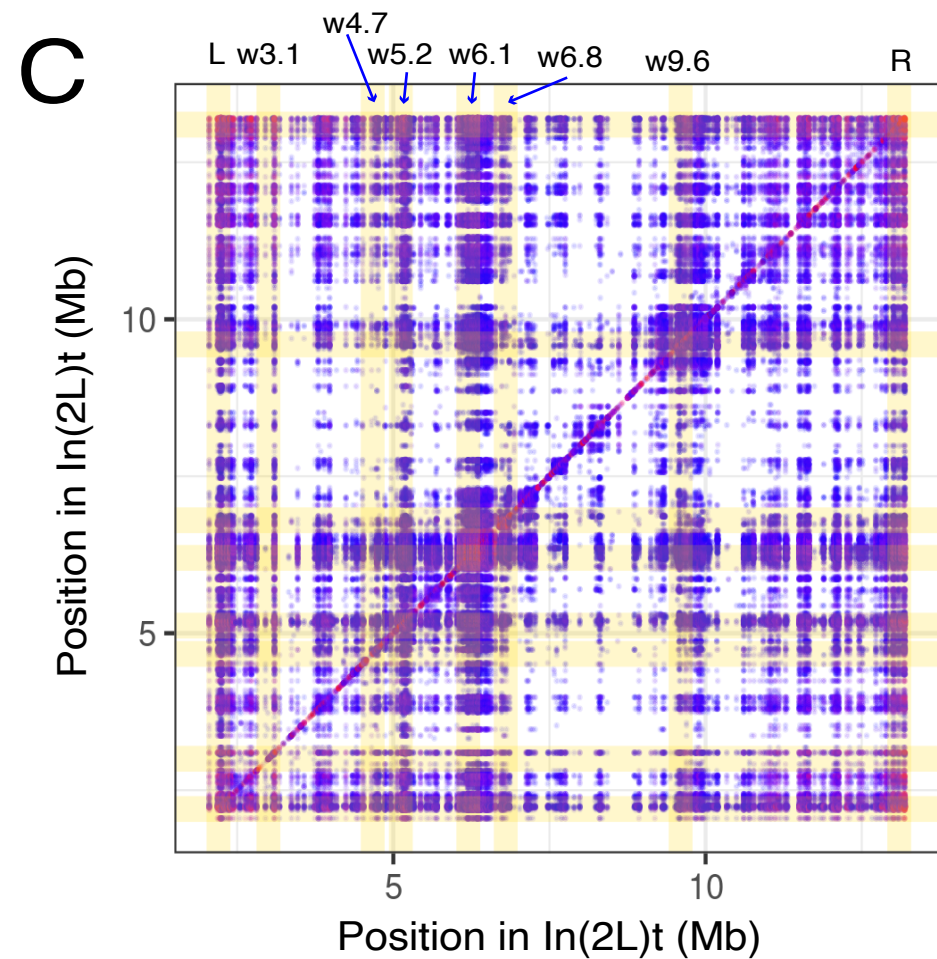 C
w4.7
L w3.1 w5.2 w6.1 w6.8 w9.6 R
Position in In(2L)t (Mb)
10
5
5 10
Position in In(2L)t (Mb)